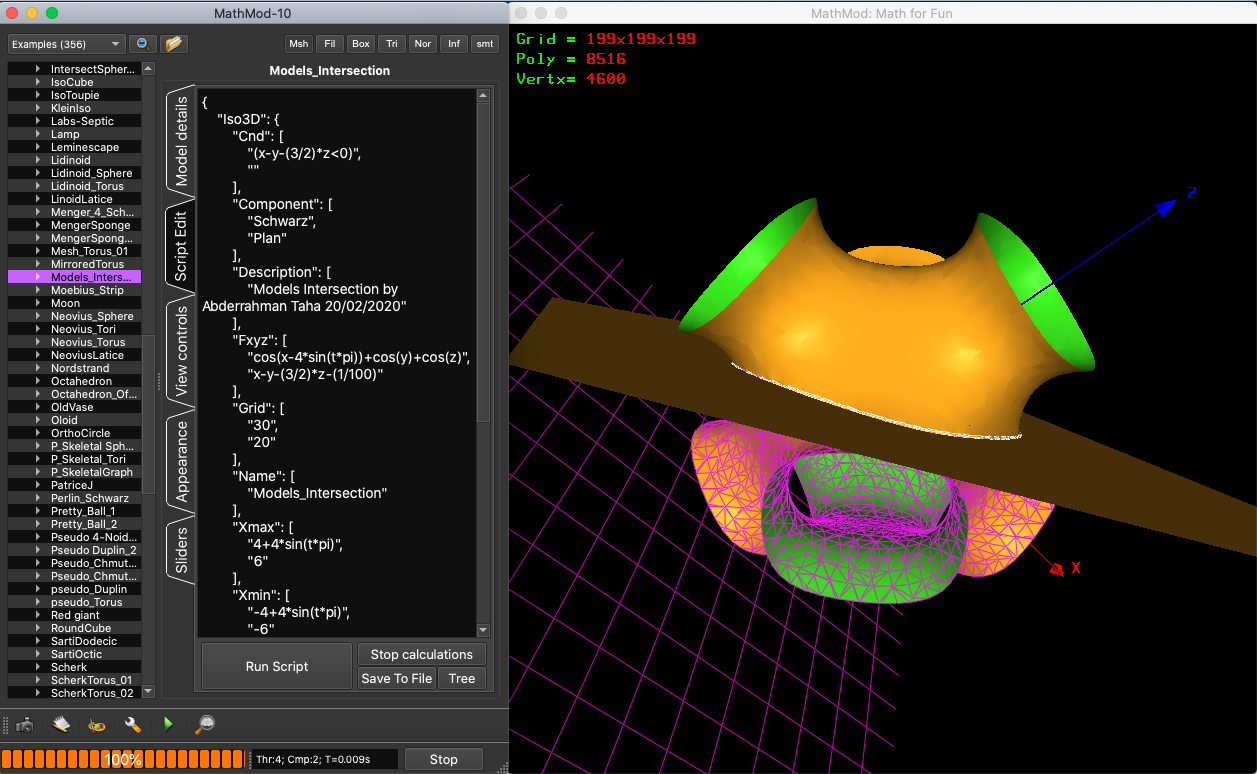 MathMod-10
MathMod: Math for Fun
Examples (356)
Msh
Fil
Box
Tri
Nor
Inf
smt
Models_Intersection
IntersectSpher...
IsoCube
IsoToupie
KleinIso
Labs-Septic
Lamp
Leminescape
Lidinoid
Lidinoid_Sphere
Lidinoid_Torus
LinoidLatice
Menger_4_Sch...
MengerSponge
MengerSpong...
Mesh_Torus_01
MirroredTorus
Models_Inters...
Moebius_Strip
Moon
Neovius_Sphere
Neovius_Tori
Neovius_Torus
NeoviusLatice
Nordstrand
Octahedron
Octahedron_Of...
OldVase
Oloid
OrthoCircle
P_Skeletal Sph...
P_Skeletal_Tori
P_SkeletalGraph
PatriceJ
Perlin_Schwarz
Pretty_Ball_1
Pretty_Ball_2
Pseudo 4-Noid...
Pseudo Duplin_2
Pseudo_Chmut...
Pseudo_Chmut...
pseudo_Duplin
pseudo_Torus
Red giant
RoundCube
SartiDodecic
SartiOctic
Scherk
ScherkTorus_01
ScherkTorus_02
Model details
Script Edit
View controls
Appearance
Sliders
{
"Iso3D": {
"Cnd": [
"(x-y-(3/2)*z<0)",
""
],
"Component": [
"Schwarz",
"Plan"
],
"Description": [
"Models Intersection by
Abderrahman Taha 20/02/2020"
],
"Fxyz": [
"cos(x-4*sin(t*pi))+cos(y)+cos(z)",
"x-y-(3/2)*z-(1/100)"
],
"Grid": [
"30",
"20"
],
"Name": [
"Models_Intersection"
],
"Xmax": [
"4+4*sin(t*pi)",
"6"
],
"Xmin": [
"-4+4*sin(t*pi)",
"-6"
Run Script
Stop calculations
Save To File
Tree
100%
Thr:4; Cmp:2; T=0.009s
Stop
Grid = 199x199x199
Poly = 8516
Vertx= 4600
Z
X